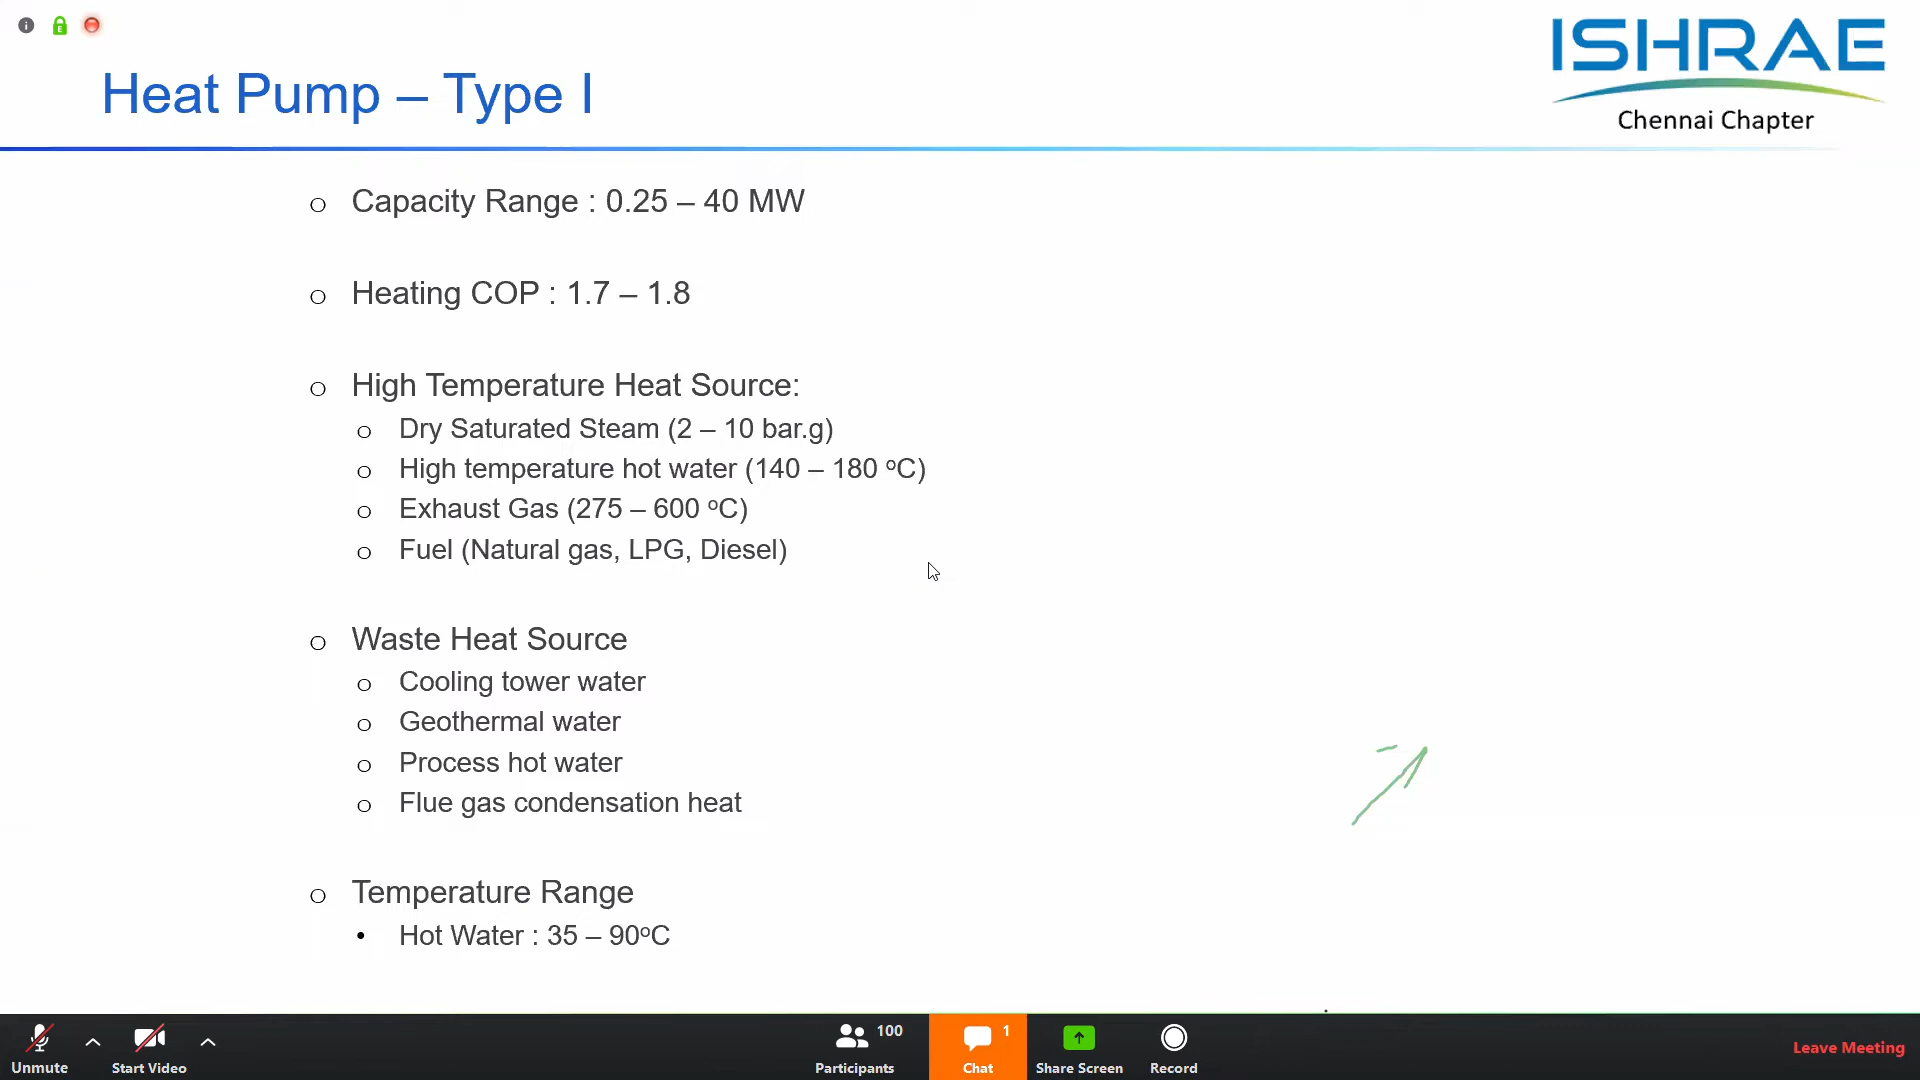 ISHRAE
Chennai Chapter
Heat Pump – Type I
o Capacity Range : 0.25 – 40 MW
o Heating COP : 1.7 – 1.8
o High Temperature Heat Source:
o Dry Saturated Steam (2 – 10 bar.g)
o High temperature hot water (140 – 180 ºC)
o Exhaust Gas (275 – 600 ºC)
o Fuel (Natural gas, LPG, Diesel)
o Waste Heat Source
o Cooling tower water
o Geothermal water
o Process hot water
o Flue gas condensation heat
o Temperature Range
• Hot Water : 35 – 90ºC
100 1
Unmute Start Video Participants Chat Share Screen Record Leave Meeting